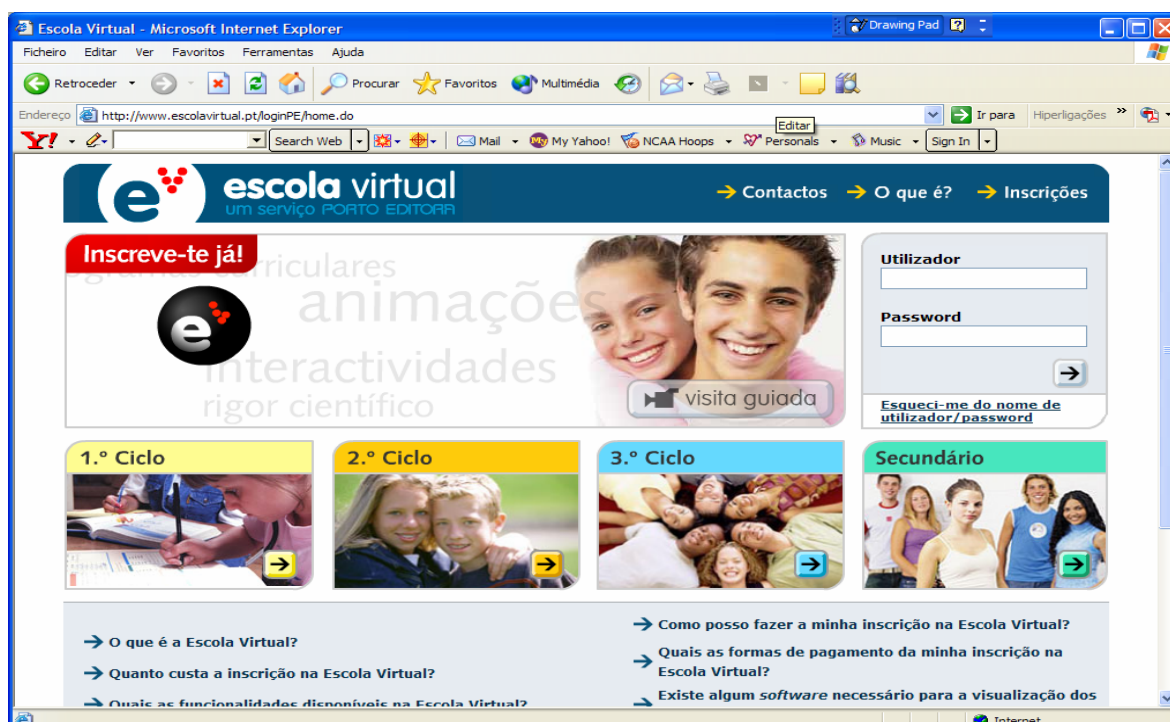 Escola Virtual - Microsoft Internet Explorer
Drawing Pad
Ficheiro Editar Ver Favoritos Ferramentas Ajuda
Retroceder Procurar Favoritos Multimédia
Endereço http://www.escolavirtual.pt/loginPE/home.do Ir para Hiperligações »
Editar
Y! Search Web Mail My Yahoo! NCAA Hoops Personals Music Sign In
e escola virtual
um serviço PORTO EDITORA
Contactos O que é? Inscrições
Inscreve-te já!
curriculares
animações
e
interactividades
rigor científico
visita guiada
Utilizador
Password
Esqueci-me do nome de
utilizador/password
1.º Ciclo 2.º Ciclo 3.º Ciclo Secundário
O que é a Escola Virtual?
Quanto custa a inscrição na Escola Virtual?
Quais as funcionalidades disponíveis na Escola Virtual?
Como posso fazer a minha inscrição na Escola Virtual?
Quais as formas de pagamento da minha inscrição na
Escola Virtual?
Existe algum software necessário para a visualização dos
Internet